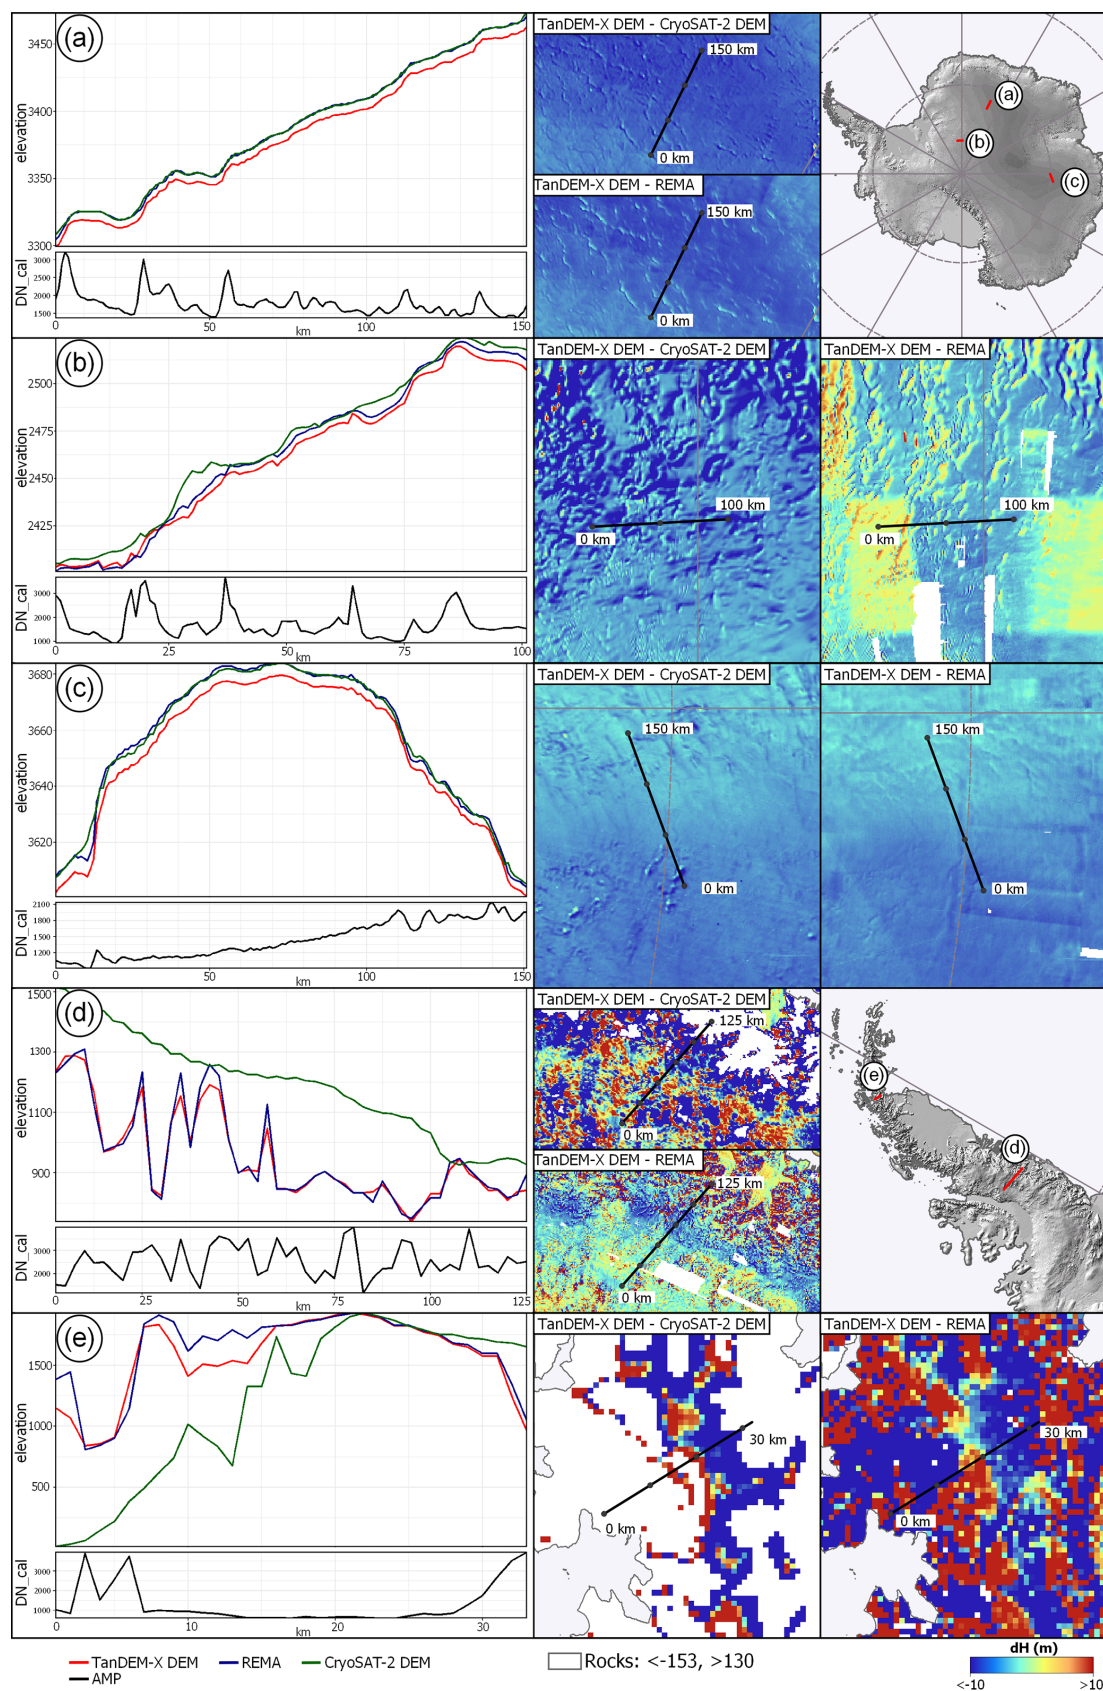 (a)
elevation
3450
3400
3350
3300
DN_cal
3000
2500
2000
1500
0
50
100
150
km
TanDEM-X DEM - CryoSAT-2 DEM
150 km
0 km
TanDEM-X DEM - REMA
150 km
0 km
(a)
(b)
(c)
(b)
elevation
2500
2475
2450
2425
DN_cal
3000
2000
1000
0
25
50
75
100
km
TanDEM-X DEM - CryoSAT-2 DEM
100 km
0 km
TanDEM-X DEM - REMA
100 km
0 km
(c)
elevation
3680
3660
3640
3620
DN_cal
2100
1800
1500
1200
0
50
100
150
km
TanDEM-X DEM - CryoSAT-2 DEM
150 km
0 km
TanDEM-X DEM - REMA
150 km
0 km
(d)
elevation
1500
1300
1100
900
DN_cal
3000
2000
0
25
50
75
100
125
km
TanDEM-X DEM - CryoSAT-2 DEM
125 km
0 km
TanDEM-X DEM - REMA
125 km
0 km
(e)
(d)
(e)
elevation
1500
1000
500
DN_cal
3000
2000
1000
0
10
20
30
km
TanDEM-X DEM - CryoSAT-2 DEM
30 km
0 km
TanDEM-X DEM - REMA
30 km
0 km
TanDEM-X DEM
REMA
CryoSAT-2 DEM
AMP
Rocks: <-153, >130
dH (m)
<-10
>10